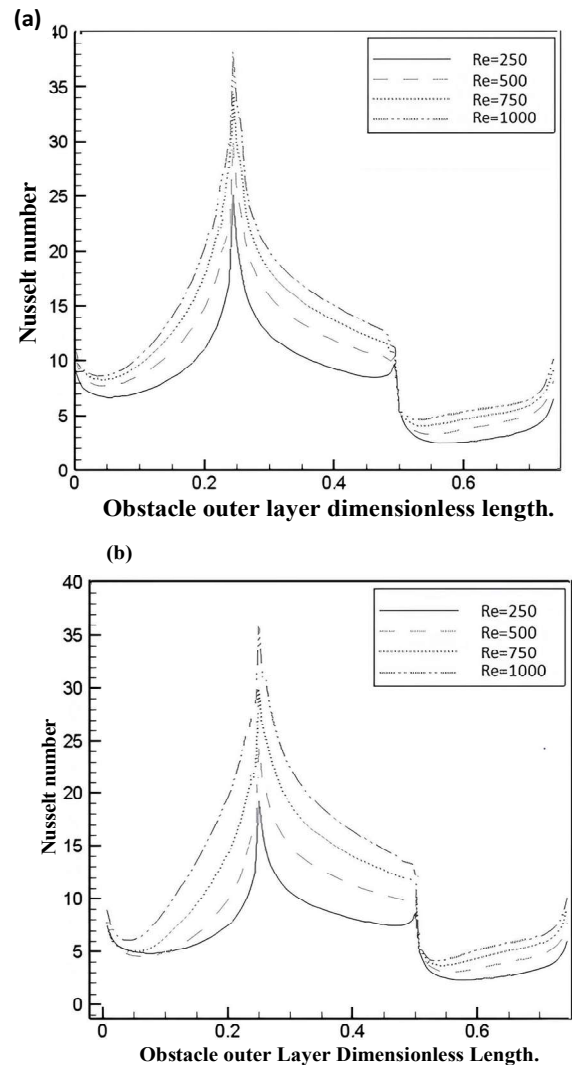 (a)
40
35
30
25
20
15
10
5
0
Nusselt number
Re=250
Re=500
Re=750
Re=1000
0 0.2 0.4 0.6
Obstacle outer layer dimensionless length.
(b)
40
35
30
25
20
15
10
5
0
Nusselt number
Re=250
Re=500
Re=750
Re=1000
0 0.2 0.4 0.6
Obstacle outer Layer Dimensionless Length.